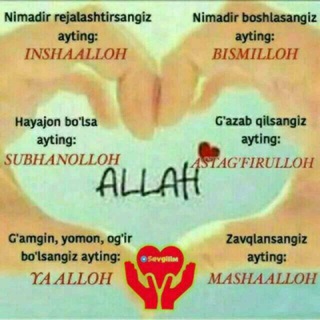 Nimadir rejalashtirsangiz
ayting:
INSHAALLOH
Nimadir boshlasangiz
ayting:
BISMILLOH
Hayajon bo'lsa
ayting:
SUBHANOLLOH
G'azab qilsangiz
ayting:
ASTAG'FIRULLOH
ALLAH
G'amgin, yomon, og'ir
bo'lsangiz ayting:
YA ALLOH
Zavqlansangiz
ayting:
MASHAALLOH